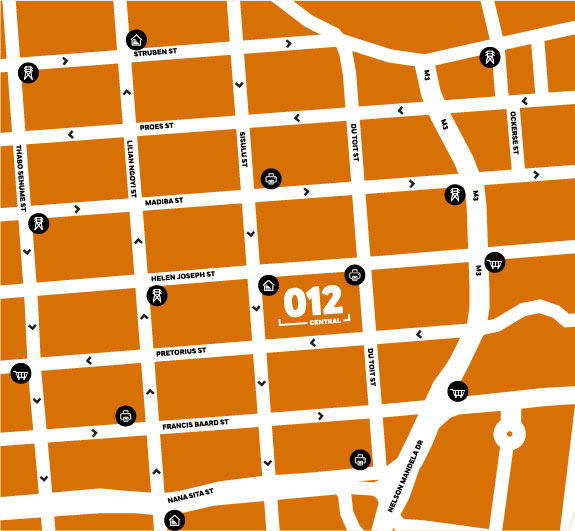 STRUBEN ST
M3
M3
PROES ST
OCKERSE ST
SISULU ST
DU TOIT ST
THABO SEHUME ST
LILIAN NGOYI ST
MADIBA ST
M3
HELEN JOSEPH ST
M3
012
CENTRAL
PRETORIUS ST
DU TOIT ST
FRANCIS BAARD ST
NELSON MANDELA DR
NANA SITA ST